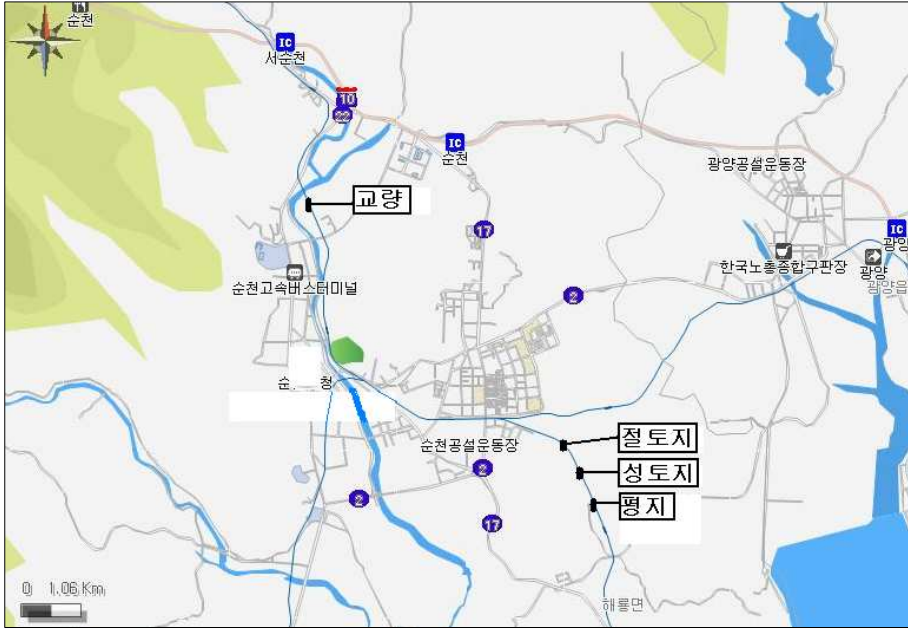 순천
IC
서순천
10
22
IC
순천
광양공설운동장
교량
17
IC
광양
한국노총종합구판장
광양
광양읍
순천고속버스터미널
2
청
절토지
순천공설운동장
2
성토지
2
평지
17
0 1.06 Km
해룡면